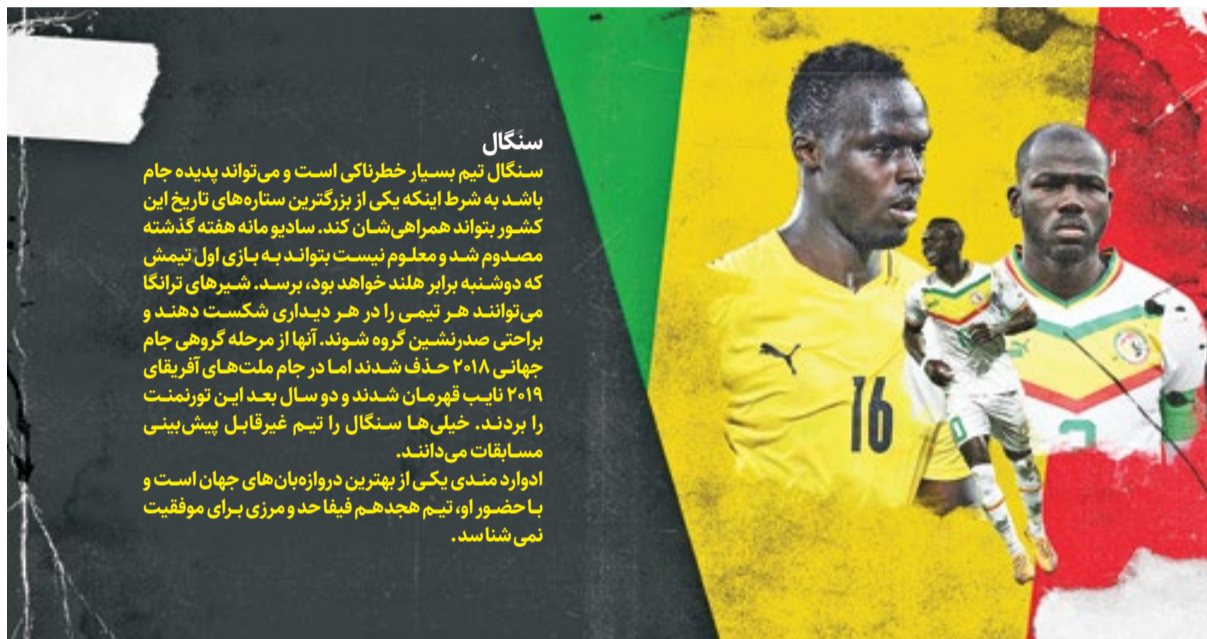 سنگال
سنگال تیم بسیار خطرناکی است و می‌تواند پدیده جام
باشد به شرط اینکه یکی از بزرگترین ستاره‌های تاریخ این
کشور بتواند همراهی‌شان کند. سادیو مانه هفته گذشته
مصدوم شد و معلوم نیست بتواند به بازی اول تیمش
که دوشنبه برابر هلند خواهد بود، برسد. شیرهای ترانگا
می‌توانند هر تیمی را در هر دیداری شکست دهند و
براحتی صدرنشین گروه شوند. آنها از مرحله گروهی جام
جهانی ۲۰۱۸ حذف شدند اما در جام ملت‌های آفریقای
۲۰۱۹ نایب قهرمان شدند و دو سال بعد این تورنمنت
را بردند. خیلی‌ها سنگال را تیم غیرقابل پیش‌بینی
مسابقات می‌دانند.
ادوارد مندی یکی از بهترین دروازه‌بان‌های جهان است و
با حضور او، تیم هجدهم فیفا حد و مرزی برای موفقیت
نمی‌شناسد.
16